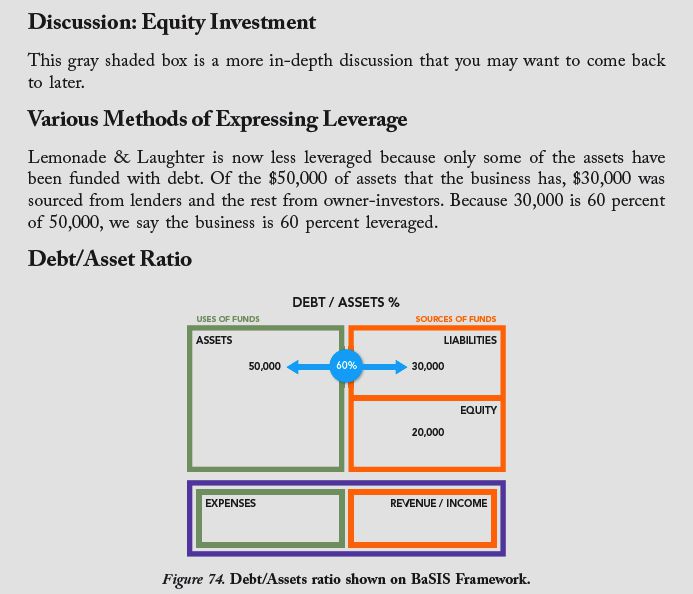 Discussion: Equity Investment
This gray shaded box is a more in-depth discussion that you may want to come back
to later.
Various Methods of Expressing Leverage
Lemonade & Laughter is now less leveraged because only some of the assets have
been funded with debt. Of the $50,000 of assets that the business has, $30,000 was
sourced from lenders and the rest from owner-investors. Because 30,000 is 60 percent
of 50,000, we say the business is 60 percent leveraged.
Debt/Asset Ratio
DEBT / ASSETS %
USES OF FUNDS
SOURCES OF FUNDS
ASSETS
LIABILITIES
50,000
60%
30,000
EQUITY
20,000
EXPENSES
REVENUE / INCOME
Figure 74. Debt/Assets ratio shown on BaSIS Framework.